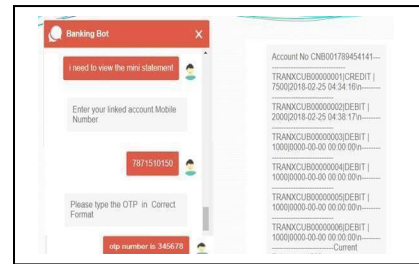 Banking Bot
X
i need to view the mini statement
Enter your linked account Mobile
Number
7871510150
Please type the OTP in Correct
Format
otp number is 345678
Account No CNB001789454141---
-----------------------
TRANXCUB00000001|CREDIT |
7500|2018-02-25 04:34:16\n--------
-----------------------
TRANXCUB00000002|DEBIT |
2000|2018-02-25 04:38:17\n--------
-----------------------
TRANXCUB00000003|DEBIT |
1000|0000-00-00 00:00:00\n--------
-----------------------
TRANXCUB00000004|DEBIT |
1000|0000-00-00 00:00:00\n--------
-----------------------
TRANXCUB00000005|DEBIT |
1000|0000-00-00 00:00:00\n--------
-----------------------
TRANXCUB00000006|DEBIT |
1000|0000-00-00 00:00:00\n--------
-----------------------Current